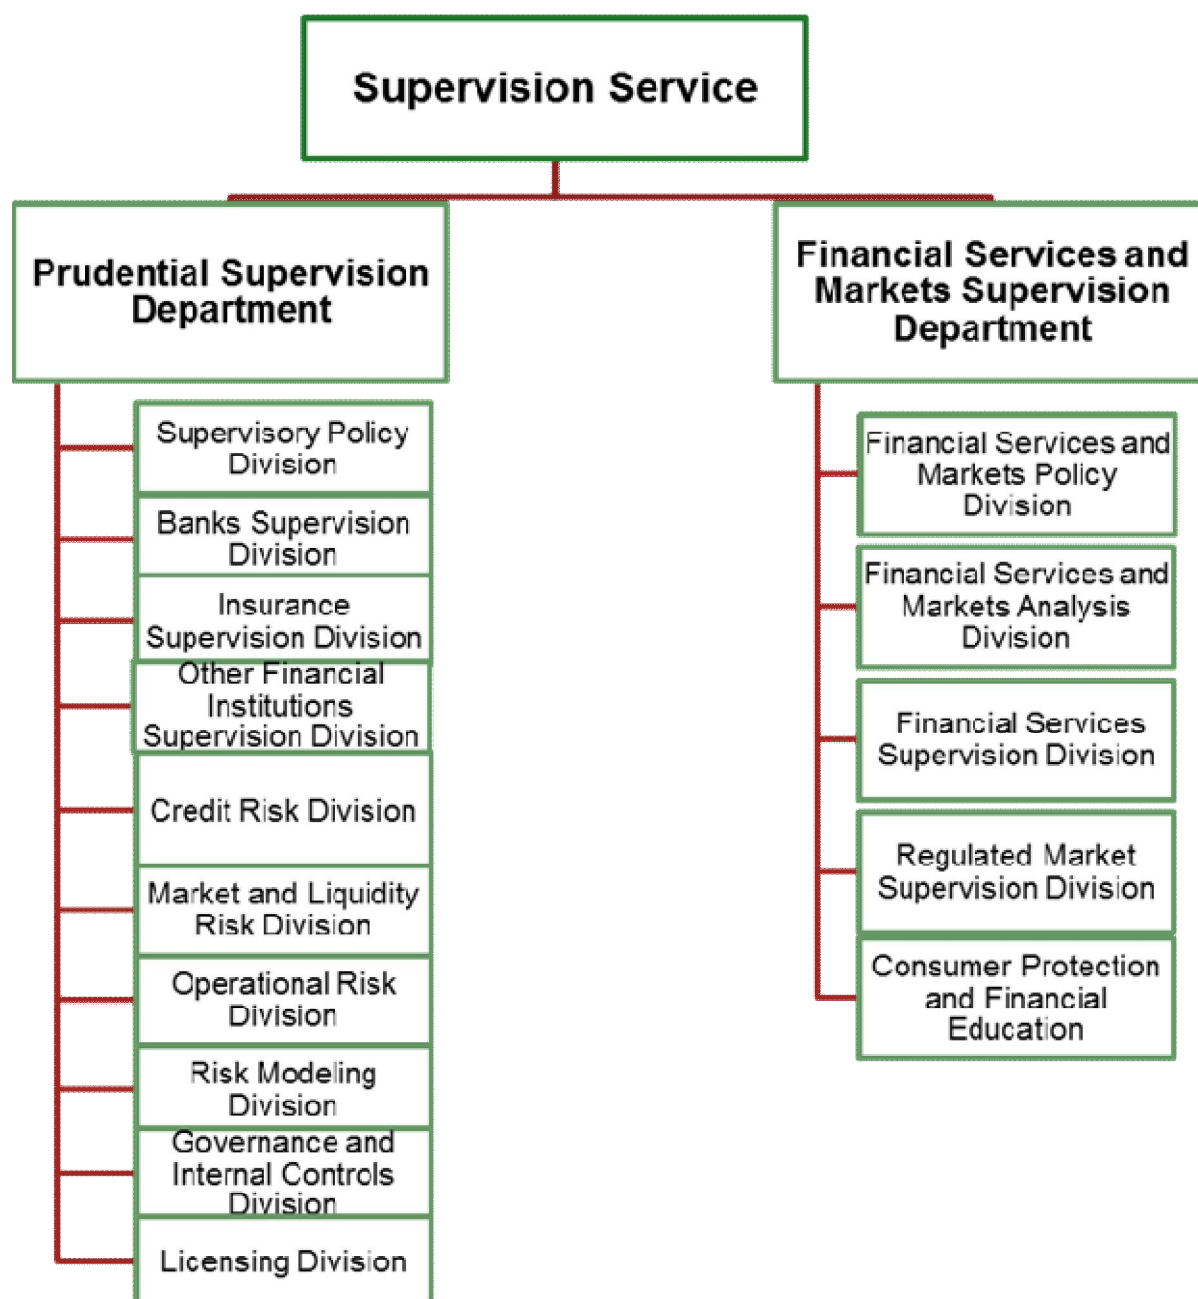 Supervision Service
Prudential Supervision
Department
Supervisory Policy
Division
Banks Supervision
Division
Insurance
Supervision Division
Other Financial
Institutions
Supervision Division
Credit Risk Division
Market and Liquidity
Risk Division
Operational Risk
Division
Risk Modeling
Division
Governance and
Internal Controls
Division
Licensing Division
Financial Services and
Markets Supervision
Department
Financial Services and
Markets Policy
Division
Financial Services and
Markets Analysis
Division
Financial Services
Supervision Division
Regulated Market
Supervision Division
Consumer Protection
and Financial
Education